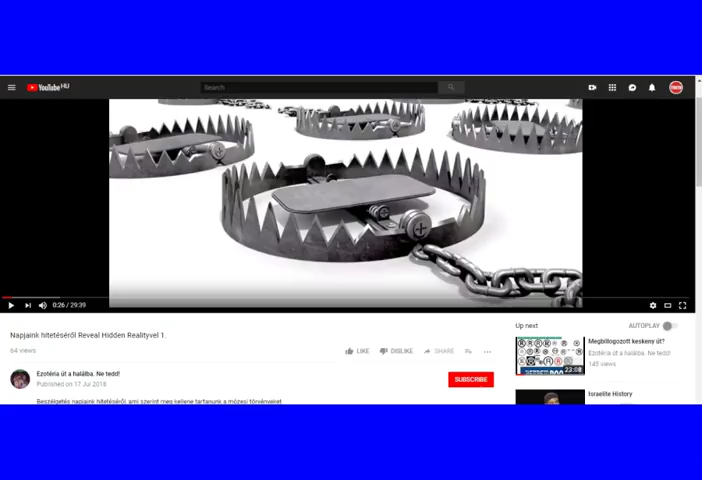 YouTube HU
Search
0:26 / 29:39
Napjaink hitetéséről Reveal Hidden Realityvel 1.
64 views
LIKE
DISLIKE
SHARE
Ezotéria út a halálba. Ne tedd!
Published on 17 Jul 2018
SUBSCRIBE
Beszélgetés napjaink hitetéséről, ami szerint meg kellene tartanunk a mózesi törvényeket
Up next
AUTOPLAY
23:08
Megbillogozott keskeny út?
Ezotéria út a halálba. Ne tedd!
145 views
Israelite History